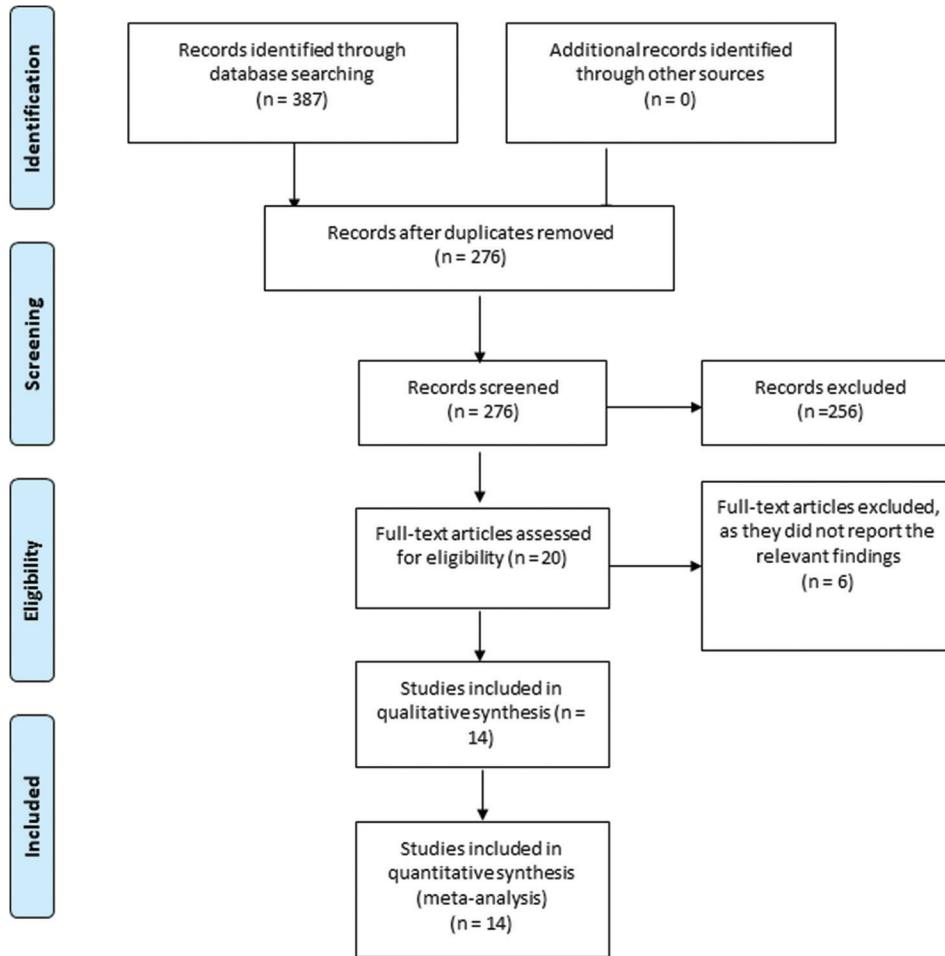 Identification
Records identified through
database searching
(n = 387)
Additional records identified
through other sources
(n = 0)
Records after duplicates removed
(n = 276)
Screening
Records screened
(n = 276)
Records excluded
(n =256)
Eligibility
Full-text articles assessed
for eligibility (n = 20)
Full-text articles excluded,
as they did not report the
relevant findings
(n = 6)
Studies included in
qualitative synthesis (n =
14)
Included
Studies included in
quantitative synthesis
(meta-analysis)
(n = 14)